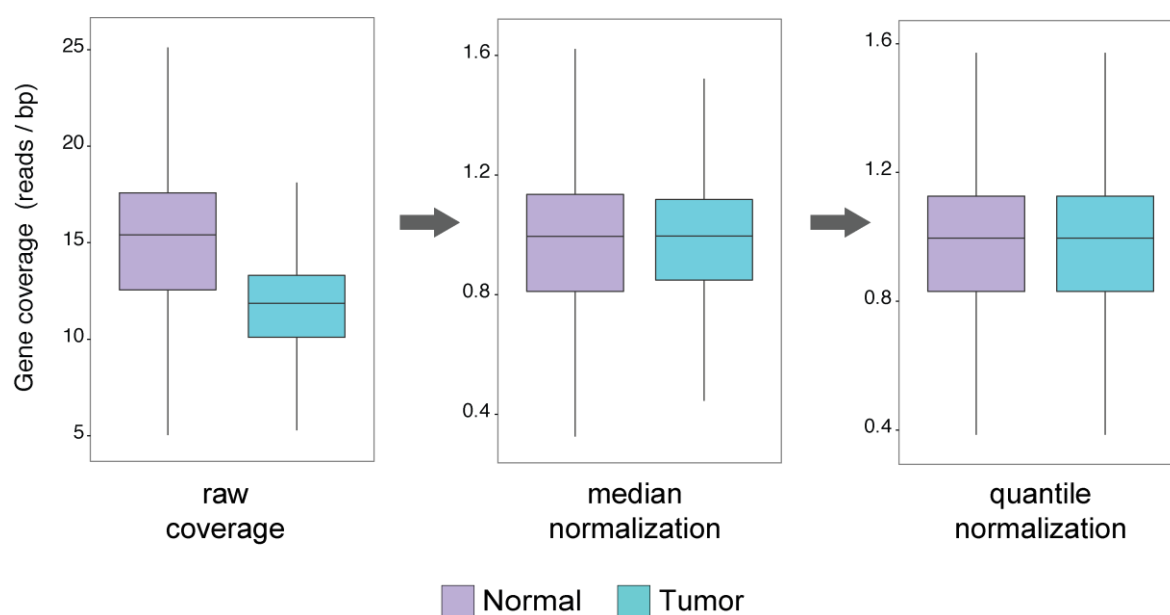 Gene coverage (reads / bp)
25
20
15
10
5
1.6
1.2
0.8
0.4
1.6
1.2
0.8
0.4
raw
coverage
median
normalization
quantile
normalization
Normal
Tumor